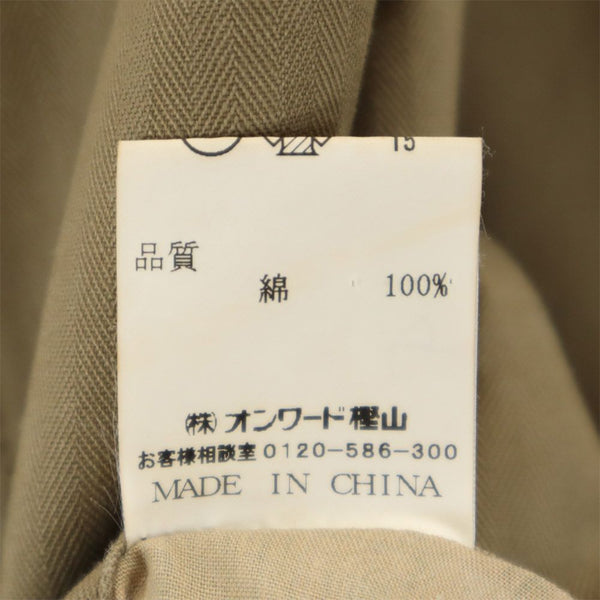 15
品質
綿 100%
(株)オンワード樫山
お客様相談室 0120-586-300
MADE IN CHINA